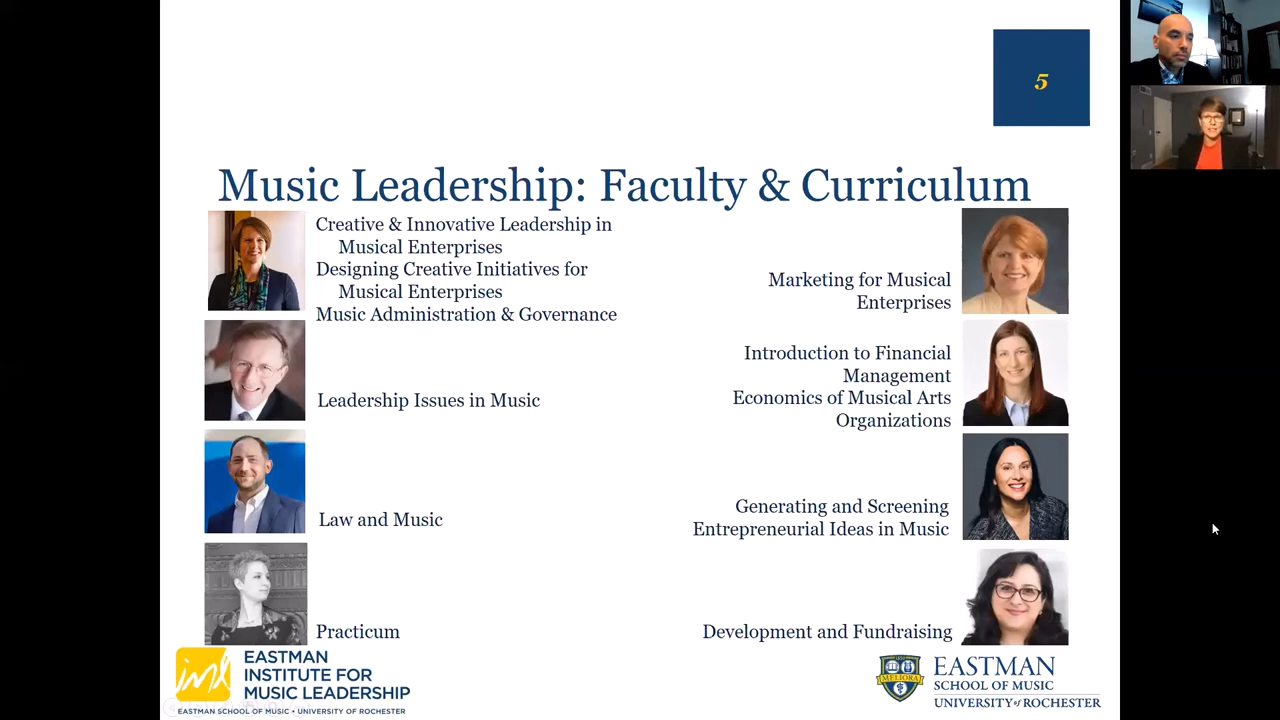 5
Music Leadership: Faculty & Curriculum
Creative & Innovative Leadership in
Musical Enterprises
Designing Creative Initiatives for
Musical Enterprises
Music Administration & Governance
Leadership Issues in Music
Law and Music
Practicum
Marketing for Musical
Enterprises
Introduction to Financial
Management
Economics of Musical Arts
Organizations
Generating and Screening
Entrepreneurial Ideas in Music
Development and Fundraising
iml
EASTMAN
INSTITUTE FOR
MUSIC LEADERSHIP
EASTMAN SCHOOL OF MUSIC • UNIVERSITY OF ROCHESTER
MELIORA
EASTMAN
SCHOOL OF MUSIC
UNIVERSITY of ROCHESTER